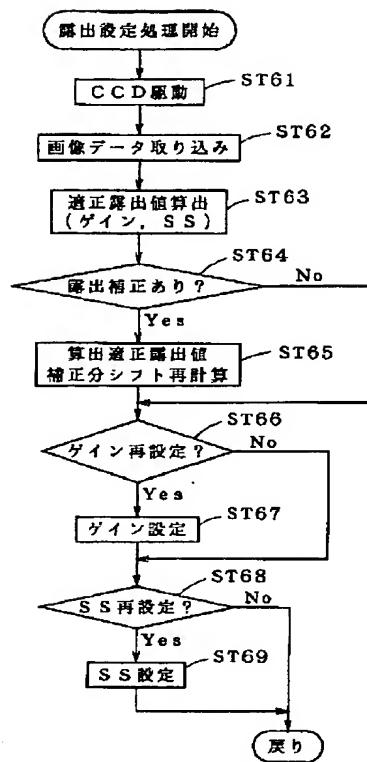 露出設定処理開始
ST61
CCD駆動
ST62
画像データ取り込み
ST63
適正露出値算出
(ゲイン, SS)
ST64
露出補正あり?
No
Yes
算出適正露出値
補正分シフト再計算
ST65
ST66
ゲイン再設定?
No
Yes
ゲイン設定
ST67
ST68
SS再設定?
No
Yes
ST69
SS設定
戻り